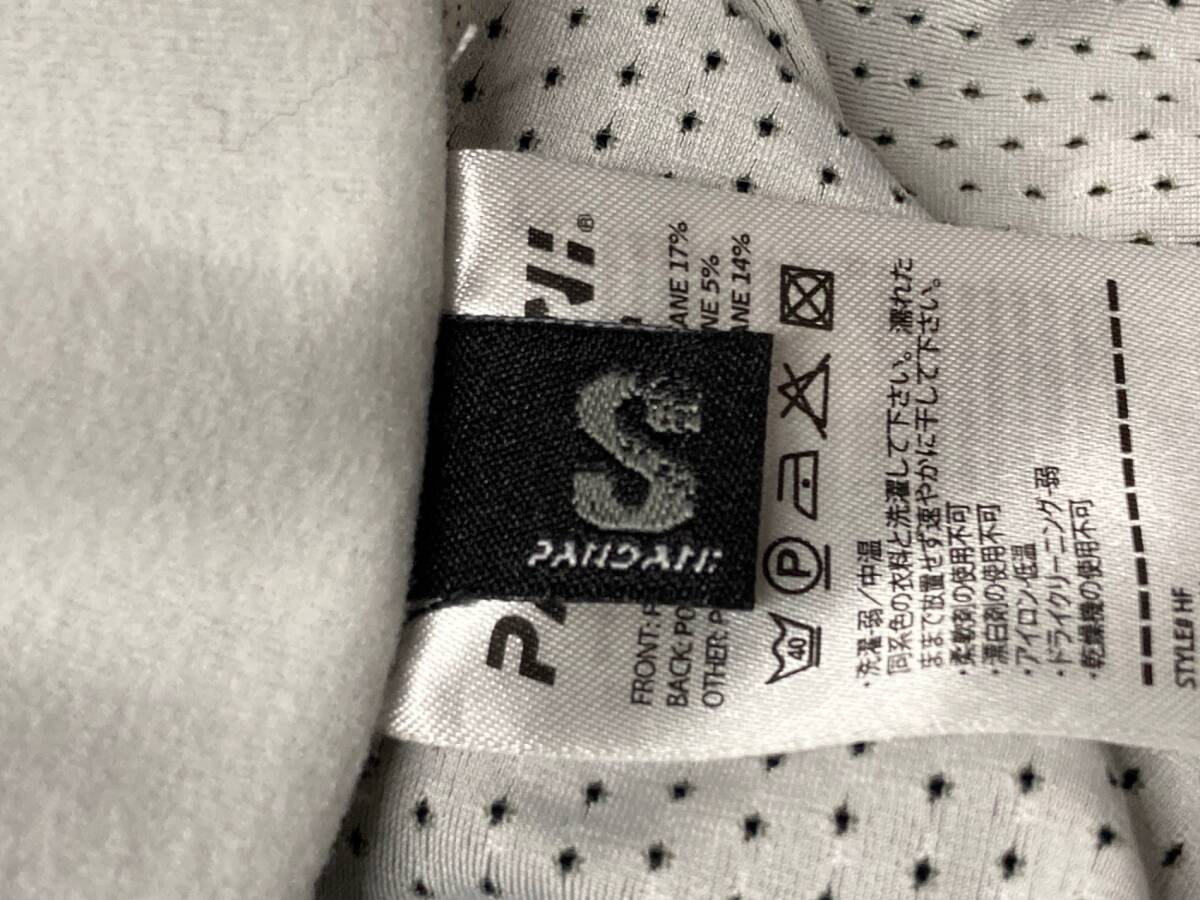 S
PANDANI
PA
®
FRONT: P
ANE 17%
BACK: PO
NE 5%
OTHER: P
ANE 14%
40
P
・洗濯-弱/中温
同系色の衣料と洗濯して下さい。濡れた
ままで放置せず速やかに干して下さい。
・柔軟剤の使用不可
・漂白剤の使用不可
・アイロン-低温
・ドライクリーニング-弱
・乾燥機の使用不可
STYLE# HF